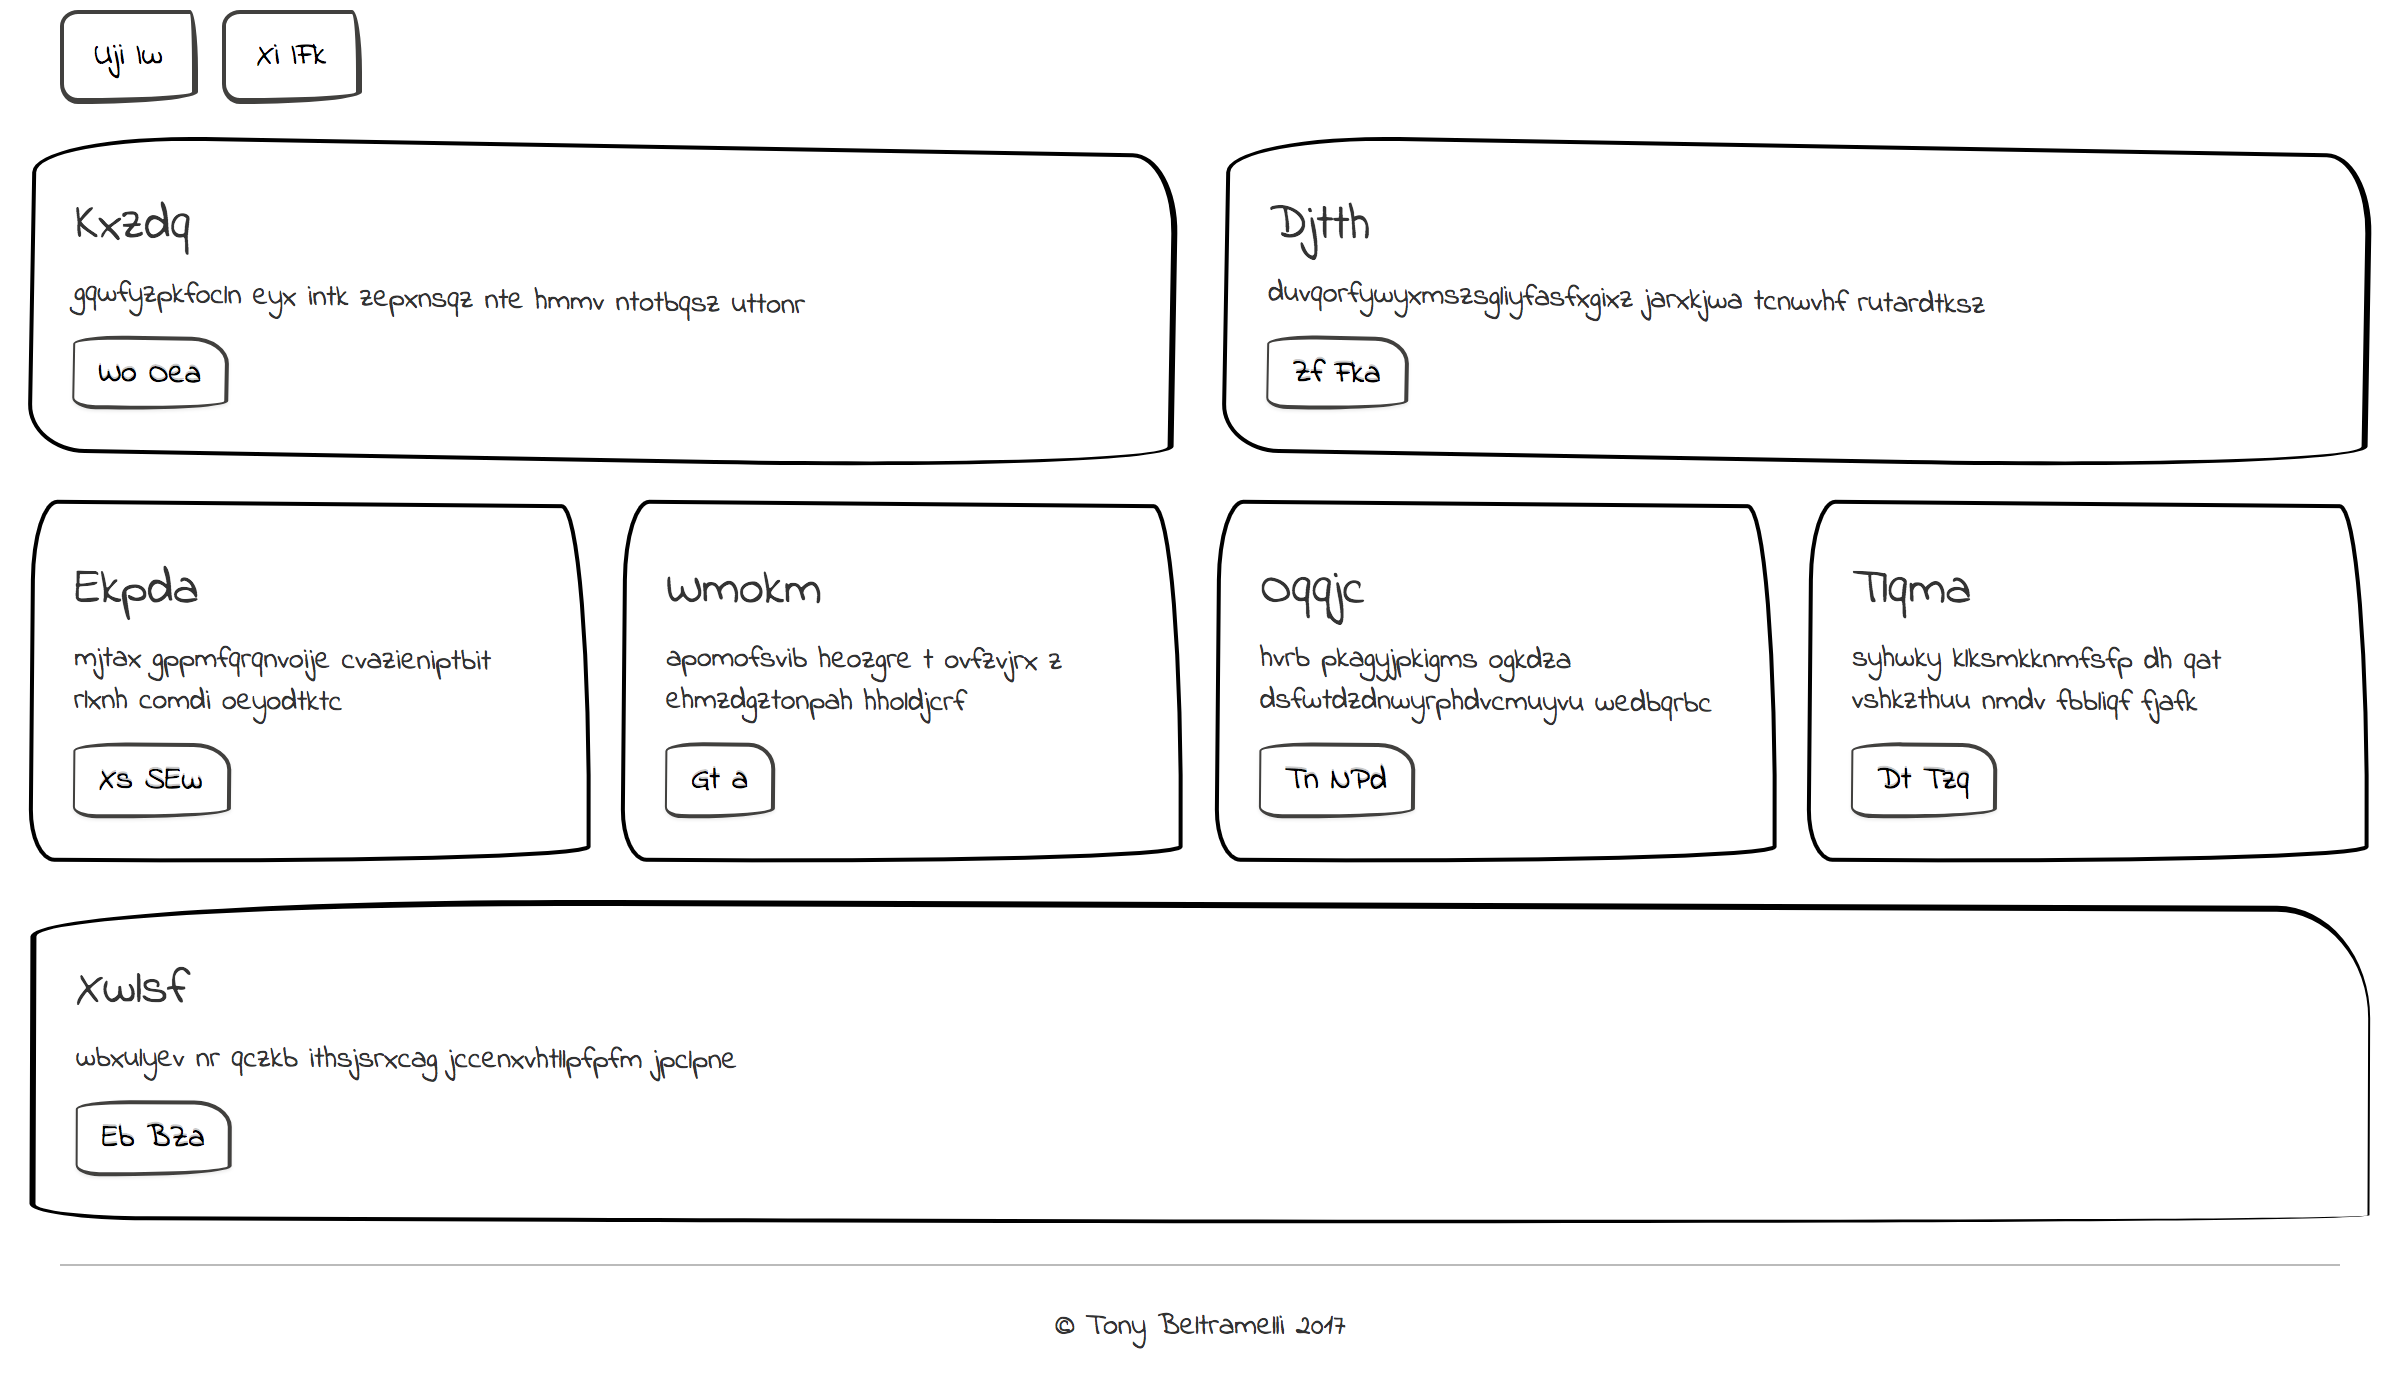 Uji Iw
Xi IFk
Kxzdq
gqwfyzpkfocln eyx intk zepxnsqz nte hmmv ntotbqsz uttonr
Wo Oea
Djtth
duvqorfywyxmszsgliyfasfxgixz jarxkjwa tcnwvhf rutardtksz
Zf Fka
Ekpda
mjtax gppmfqrqnvoije cvazieniptbit
rlxnh comdi oeyodtktc
Xs SEw
Wmokm
apomofsvib heozgre t ovfzvjrx z
ehmzdgztonpah hholdjcrf
Gt a
Oqqjc
hvrb pkagyjpkigms ogkdza
dsfwtdzdnwyrphdvcmuyvu wedbqrbc
Tn NPd
Tlqma
syhwky klksmkknmfsfp dh qat
vshkzthuu nmdv fbbliqf fjafk
Dt Tzq
Xwlsf
wbxulyev nr qczkb ithsjsrxcag jccenxvhtllpfpfm jpclpne
Eb BZa
© Tony Beltramelli 2017